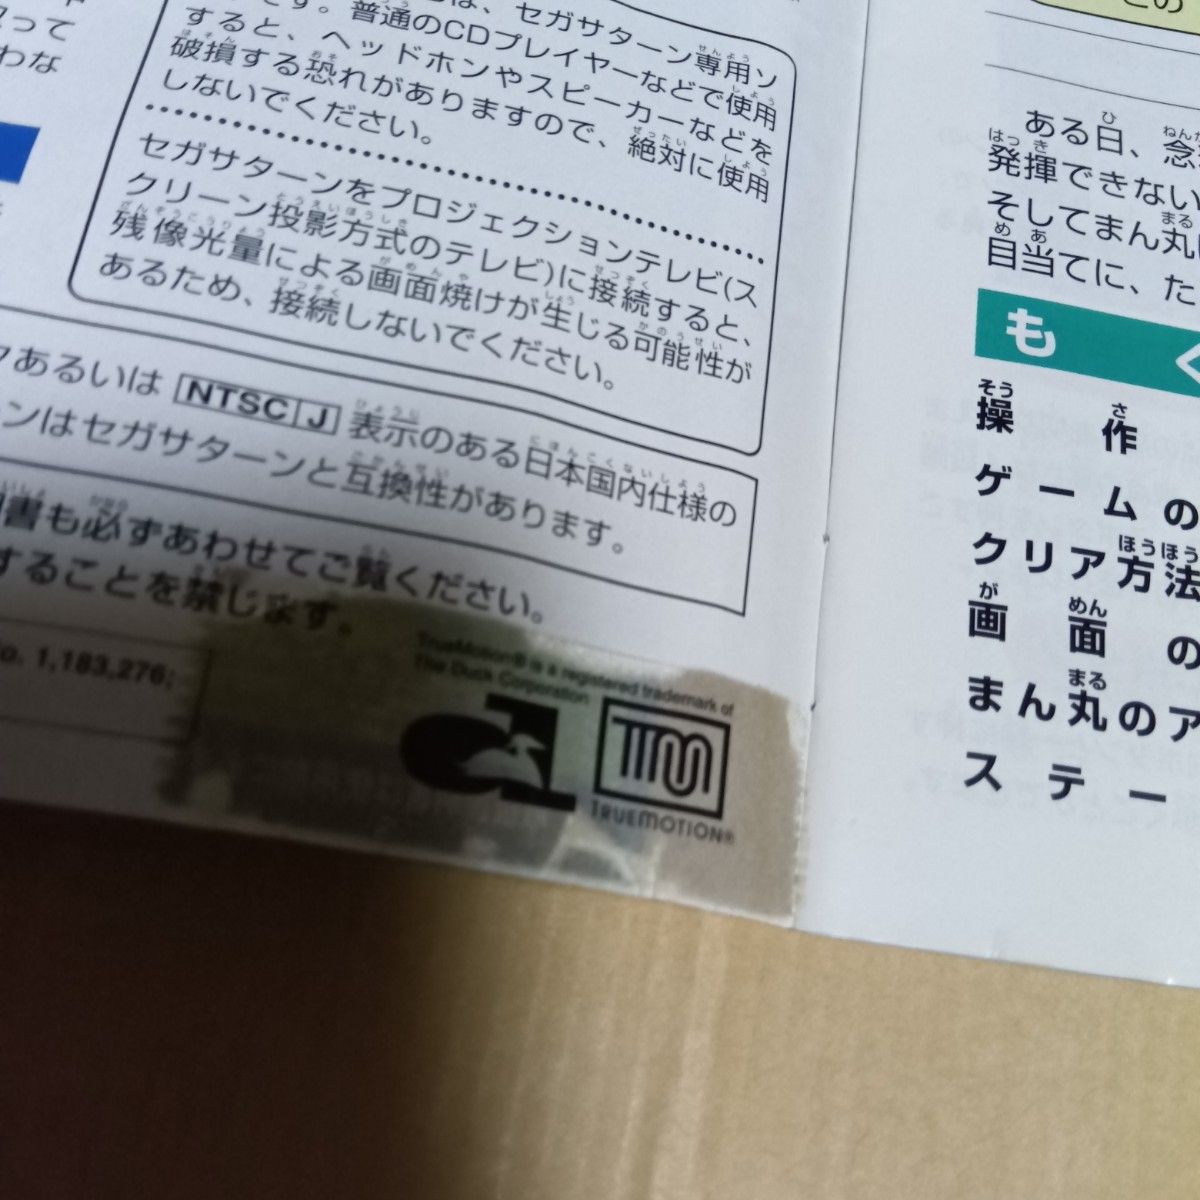 は、セガサターン専用ソ
です。普通のCDプレイヤーなどで使用
すると、ヘッドホンやスピーカーなどを
破損する恐れがありますので、絶対に使用
しないでください。
セガサターンをプロジェクションテレビ(ス
クリーン投影方式のテレビ)に接続すると、
残像光量による画面焼けが生じる可能性が
あるため、接続しないでください。
あるいは NTSC J 表示のある日本国内仕様の
ンはセガサターンと互換性があります。
書も必ずあわせてご覧ください。
することを禁じます。
o. 1,183,276;
TrueMotion® is a registered trademark of
The Duck Corporation
TRUEMOTION®
って
わな
ある日、念
発揮できない
そしてまん丸
目当てに、た
も く
操作
ゲームの
クリア方法
画面の
まん丸のア
ステー